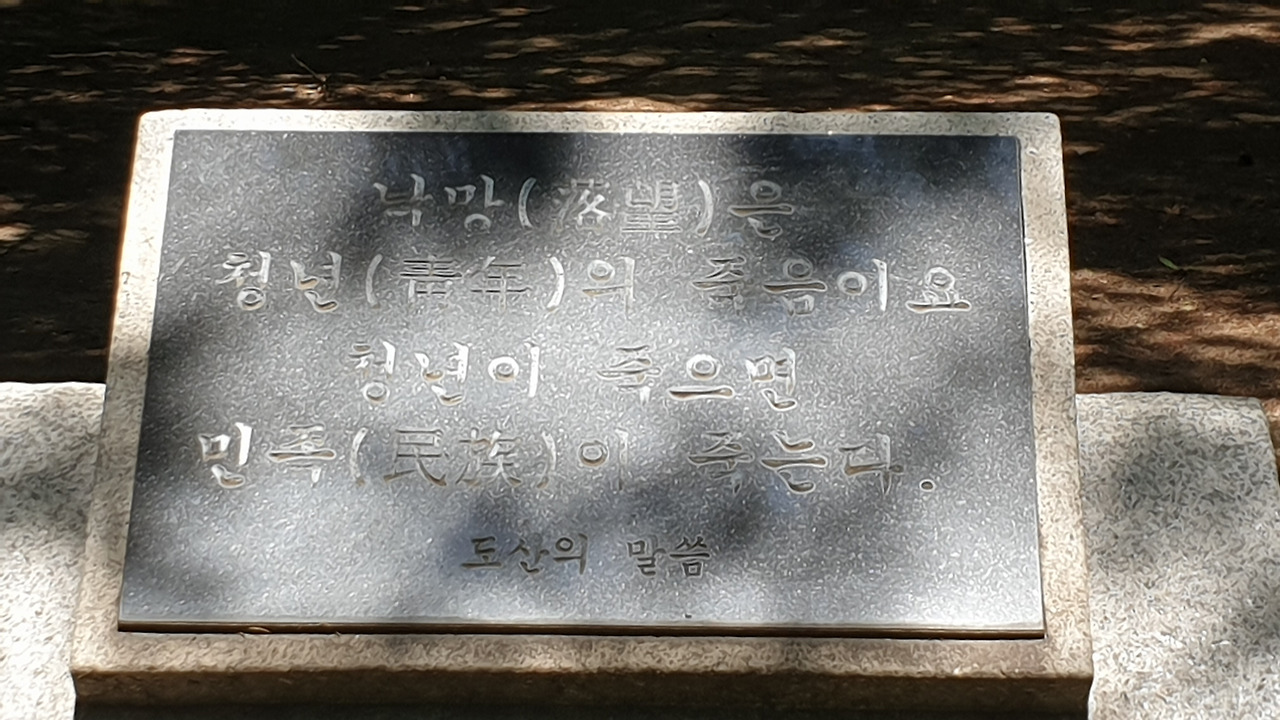 낙망(落望)은
청년(靑年)의 죽음이요
청년이 죽으면
민족(民族)이 죽는다.
도산의 말씀